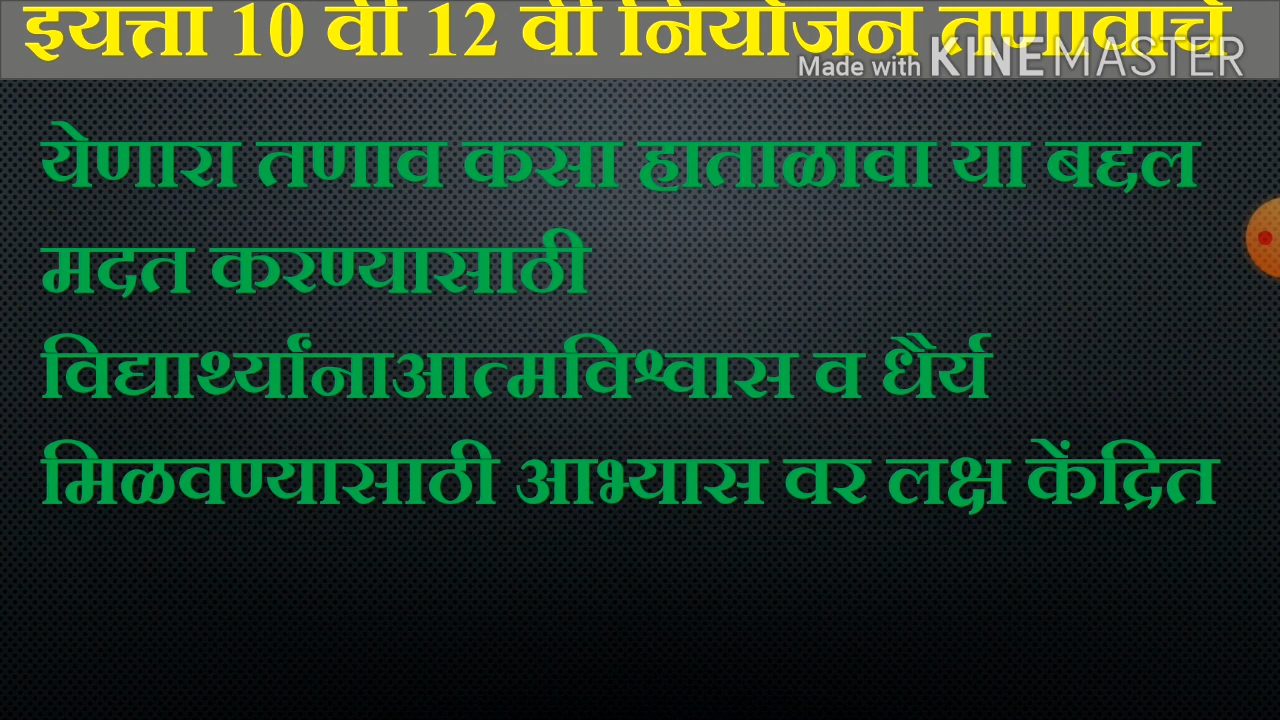 इयत्ता 10 वी 12 वी नियोजन तणावाचे
Made with KINEMASTER
येणारा तणाव कसा हाताळावा या बद्दल
मदत करण्यासाठी
विद्यार्थ्यांनाआत्मविश्वास व धैर्य
मिळवण्यासाठी आभ्यास वर लक्ष केंद्रित